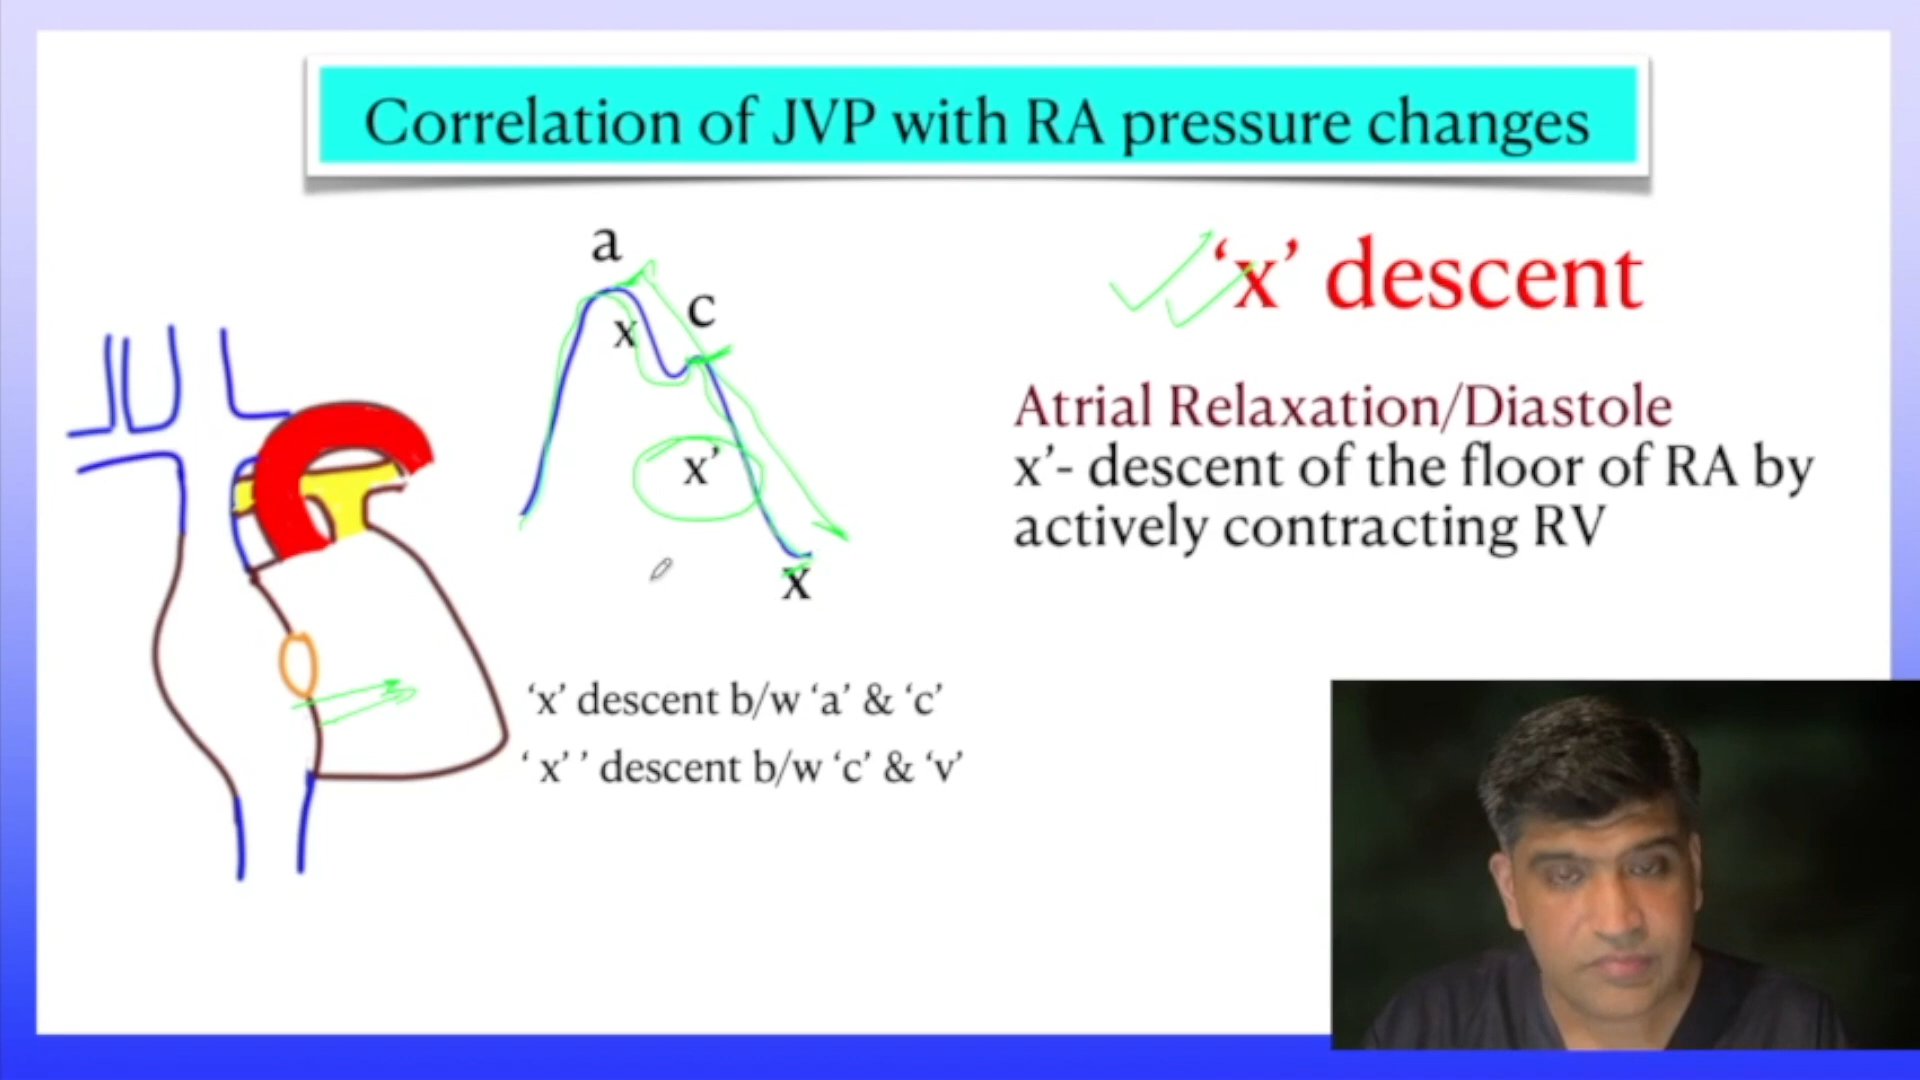 Correlation of JVP with RA pressure changes
a
c
x
x’
x
‘x’ descent
Atrial Relaxation/Diastole
x’- descent of the floor of RA by
actively contracting RV
‘x’ descent b/w ‘a’ & ‘c’
‘ x’ ’ descent b/w ‘c’ & ‘v’